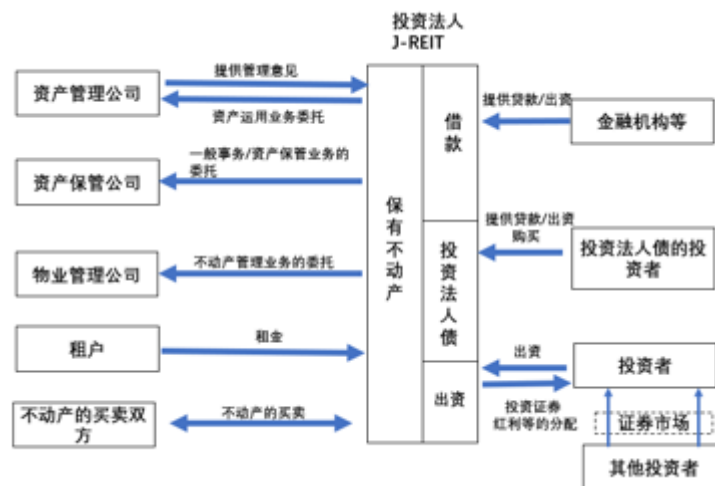 投资法人
J-REIT
资产管理公司
提供管理意见
资产运用业务委托
资产保管公司
一般事务/资产保管业务的
委托
物业管理公司
不动产管理业务的委托
租户
租金
不动产的买卖双
方
不动产的买卖
保有不动产
借款
投资法人债
出资
提供贷款/出资
金融机构等
提供贷款/出资
购买
投资法人债的投
资者
出资
投资者
投资证券
红利等的分配
证券市场
其他投资者